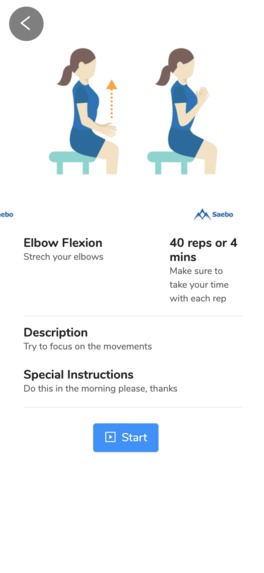 aebo
Saebo
Elbow Flexion
Strech your elbows
40 reps or 4
mins
Make sure to
take your time
with each rep
Description
Try to focus on the movements
Special Instructions
Do this in the morning please, thanks
Start